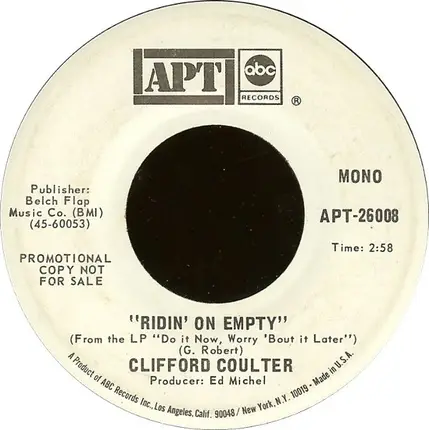 APT
abc
RECORDS
®
MONO
APT-26008
Time: 2:58
Publisher:
Belch Flap
Music Co. (BMI)
(45-60053)
PROMOTIONAL
COPY NOT
FOR SALE
"RIDIN' ON EMPTY"
(From the LP "Do it Now, Worry 'Bout it Later")
(G. Robert)
CLIFFORD COULTER
Producer: Ed Michel
A Product of ABC Records Inc., Los Angeles, Calif. 90048 / New York, N.Y. 10019 - Made in U.S.A.